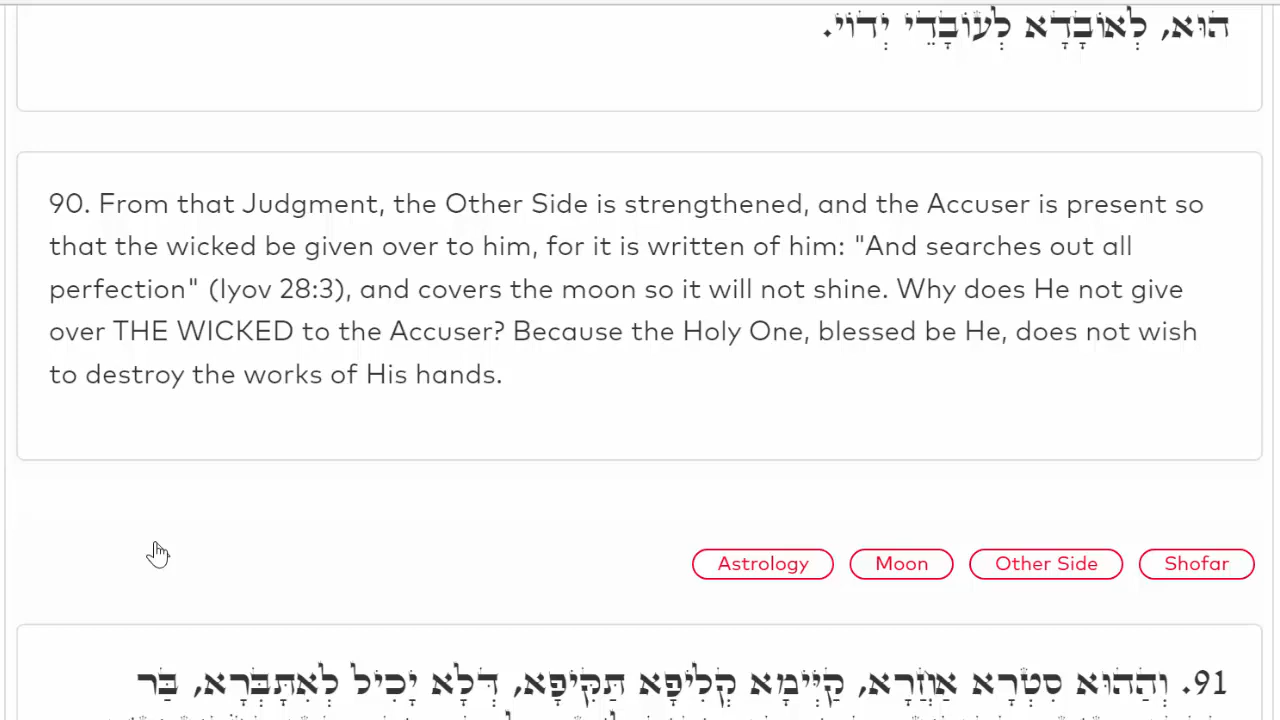 הוּא, לְאוֹבָדָא לְעוֹבָדֵי יְדוֹי.
90. From that Judgment, the Other Side is strengthened, and the Accuser is present so
that the wicked be given over to him, for it is written of him: "And searches out all
perfection" (Iyov 28:3), and covers the moon so it will not shine. Why does He not give
over THE WICKED to the Accuser? Because the Holy One, blessed be He, does not wish
to destroy the works of His hands.
Astrology Moon Other Side Shofar
91. וְהַהוּא סִטְרָא אַחֲרָא, קַיְּימָא קְלִיפָּא תַּקִּיפָּא, דְּלָא יָכִיל לְאִתָּבְּרָא, בַּר